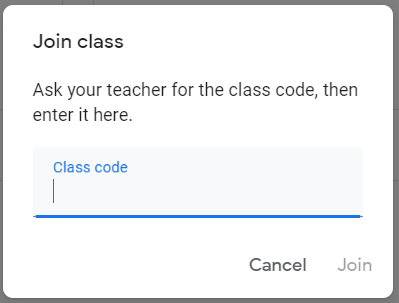 Join class
Ask your teacher for the class code, then
enter it here.
Class code
Cancel Join